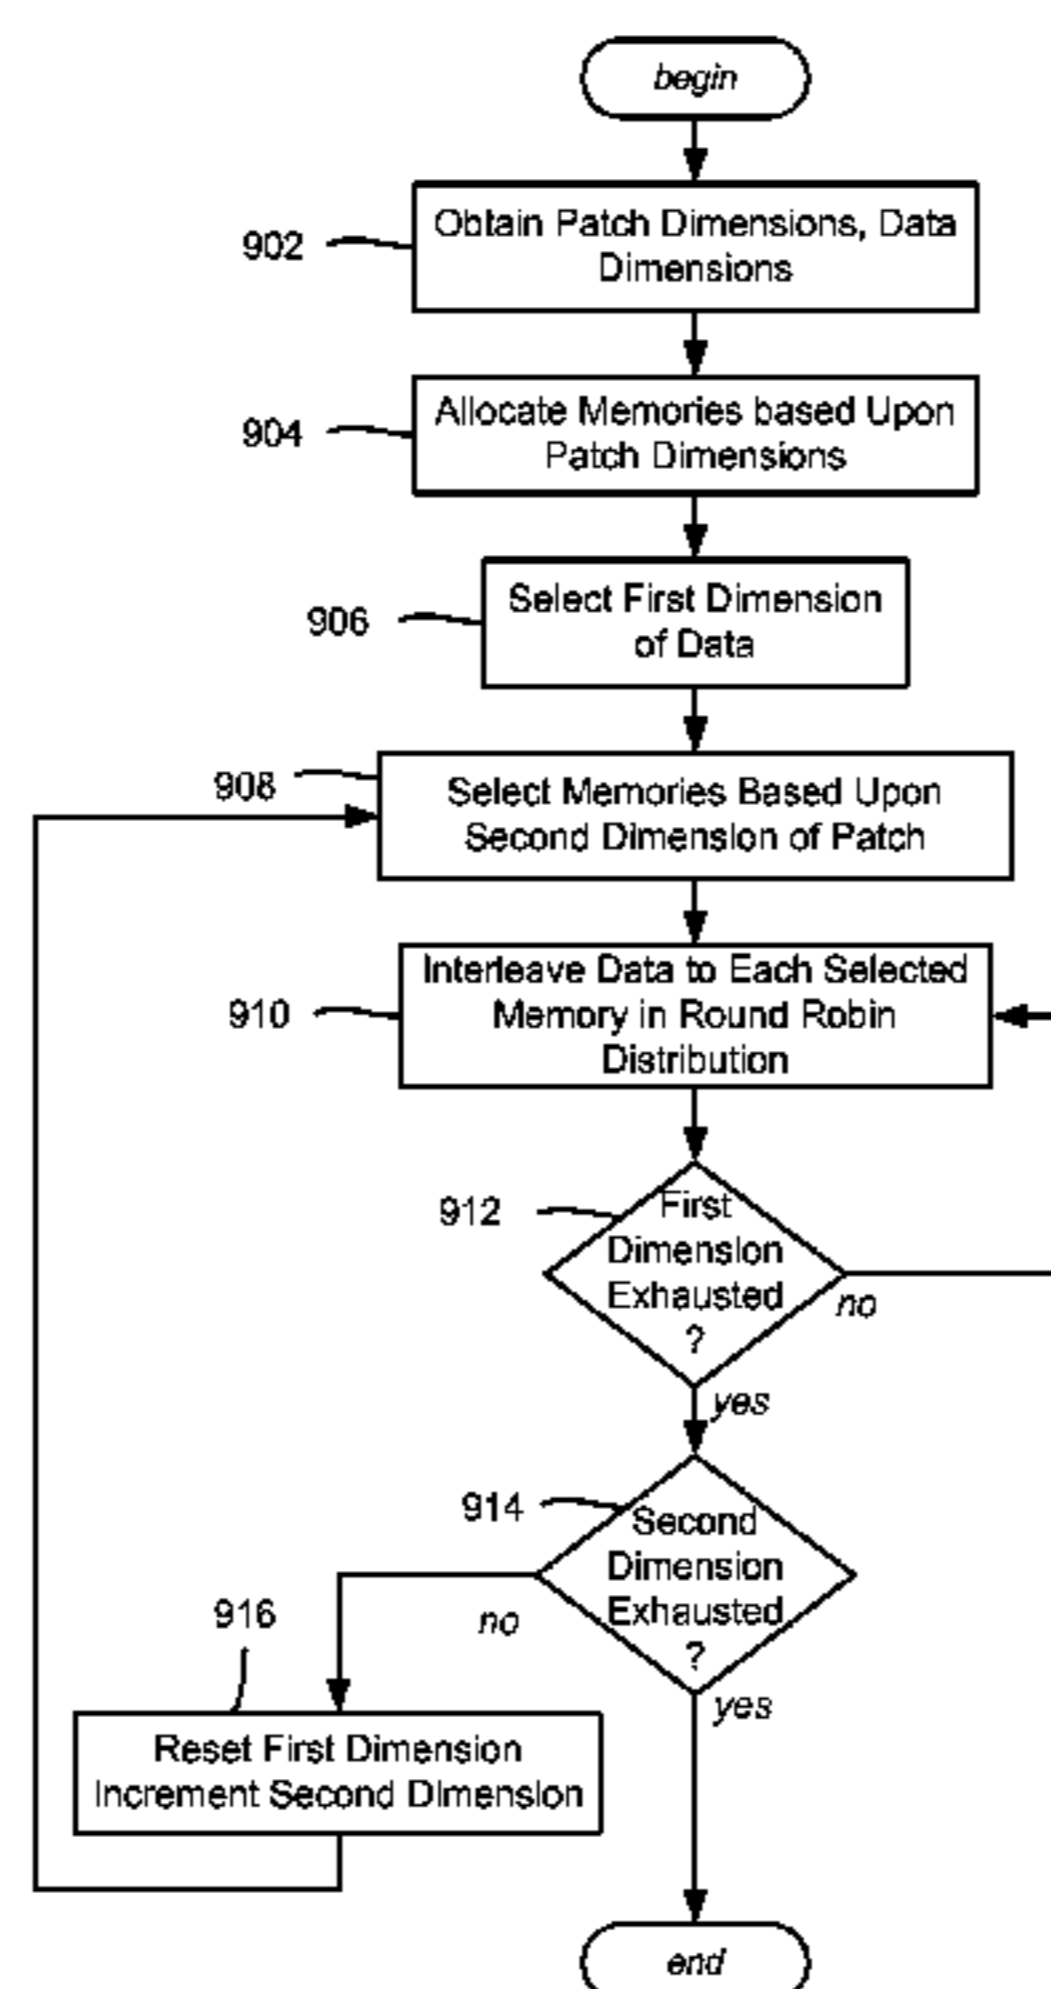 begin
902
Obtain Patch Dimensions, Data
Dimensions
904
Allocate Memories based Upon
Patch Dimensions
906
Select First Dimension
of Data
908
Select Memories Based Upon
Second Dimension of Patch
910
Interleave Data to Each Selected
Memory in Round Robin
Distribution
912
First
Dimension
Exhausted
?
no
yes
914
Second
Dimension
Exhausted
?
no
yes
916
Reset First Dimension
Increment Second Dimension
end